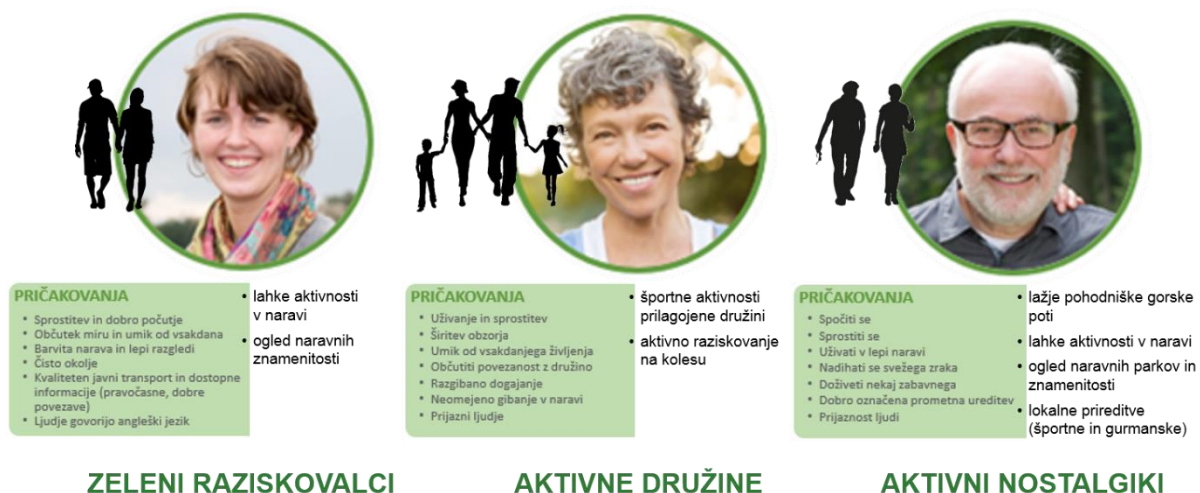 PRIČAKOVANJA
• Sprostitev in dobro počutje
• Občutek miru in umik od vsakdana
• Barvita narava in lepi razgledi
• Čisto okolje
• Kvaliteten javni transport in dostopne
informacije (pravočasne, dobre
povezave)
• Ljudje govorijo angleški jezik
• lahke aktivnosti
v naravi
• ogled naravnih
znamenitosti
PRIČAKOVANJA
• Uživanje in sprostitev
• Širitev obzorja
• Umik od vsakdanjega življenja
• Občutiti povezanost z družino
• Razgibano dogajanje
• Neomejeno gibanje v naravi
• Prijazni ljudje
• športne aktivnosti
prilagojene družini
• aktivno raziskovanje
na kolesu
PRIČAKOVANJA
• Spočiti se
• Sprostiti se
• Uživati v lepi naravi
• Nadihati se svežega zraka
• Doživeti nekaj zabavnega
• Dobro označena prometna ureditev
• Prijaznost ljudi
• lažje pohodniške gorske
poti
• lahke aktivnosti v naravi
• ogled naravnih parkov in
znamenitosti
• lokalne prireditve
(športne in gurmanske)
ZELENI RAZISKOVALCI
AKTIVNE DRUŽINE
AKTIVNI NOSTALGIKI